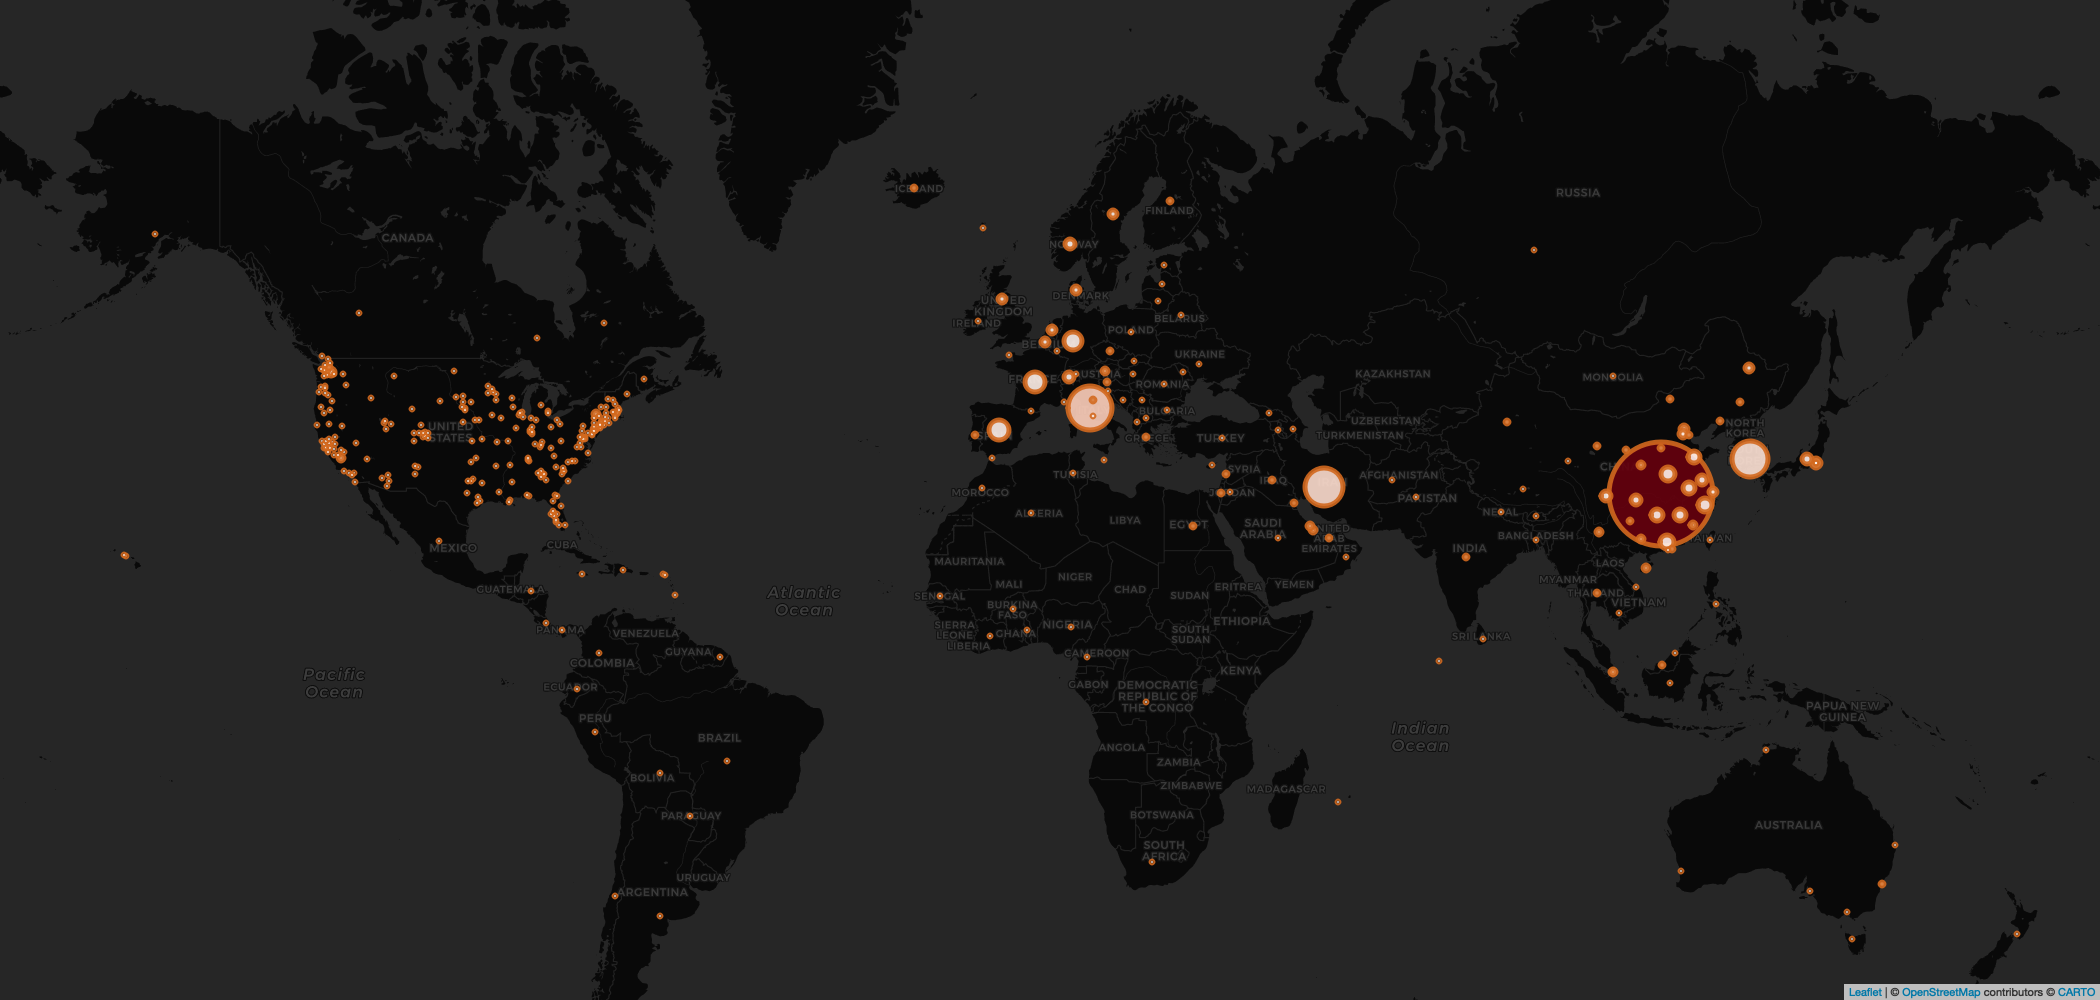 RUSSIA
ICELAND
FINLAND
CANADA
NORWAY
DENMARK
UNITED
KINGDOM
IRELAND
BELARUS
POLAND
UKRAINE
AUSTRIA
KAZAKHSTAN
MONGOLIA
ROMANIA
BULGARIA
UNITED
STATES
UZBEKISTAN
NORTH
KOREA
TURKMENISTAN
GREECE
TURKEY
SYRIA
TUNISIA
AFGHANISTAN
IRAQ
MOROCCO
JORDAN
PAKISTAN
ALGERIA
LIBYA
EGYPT
SAUDI
ARABIA
UNITED
ARAB
EMIRATES
NEPAL
BANGLADESH
TAIWAN
MEXICO
CUBA
INDIA
MAURITANIA
LAOS
MYANMAR
NIGER
MALI
CHAD
ERITREA
YEMEN
GUATEMALA
Atlantic
Ocean
SENEGAL
SUDAN
THAILAND
VIETNAM
BURKINA
FASO
SIERRA
LEONE
LIBERIA
GHANA
NIGERIA
ETHIOPIA
SOUTH
SUDAN
PANAMA
VENEZUELA
SRI LANKA
GUYANA
COLOMBIA
CAMEROON
KENYA
Pacific
Ocean
ECUADOR
GABON
DEMOCRATIC
REPUBLIC OF
THE CONGO
PAPUA NEW
GUINEA
PERU
BRAZIL
Indian
Ocean
ANGOLA
ZAMBIA
BOLIVIA
ZIMBABWE
MADAGASCAR
PARAGUAY
BOTSWANA
AUSTRALIA
SOUTH
AFRICA
URUGUAY
ARGENTINA
Leaflet | © OpenStreetMap contributors © CARTO